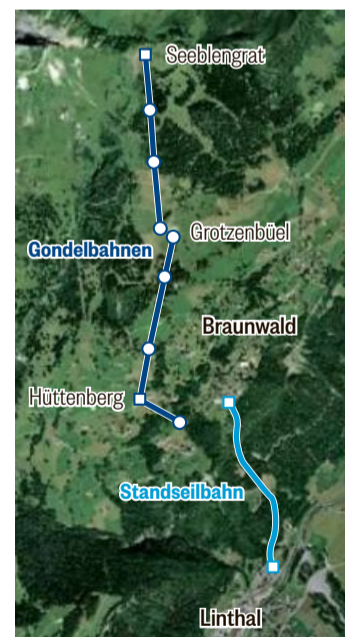 Seeblengrat
Grotzenbüel
Gondelbahnen
Braunwald
Hüttenberg
Standseilbahn
Linthal